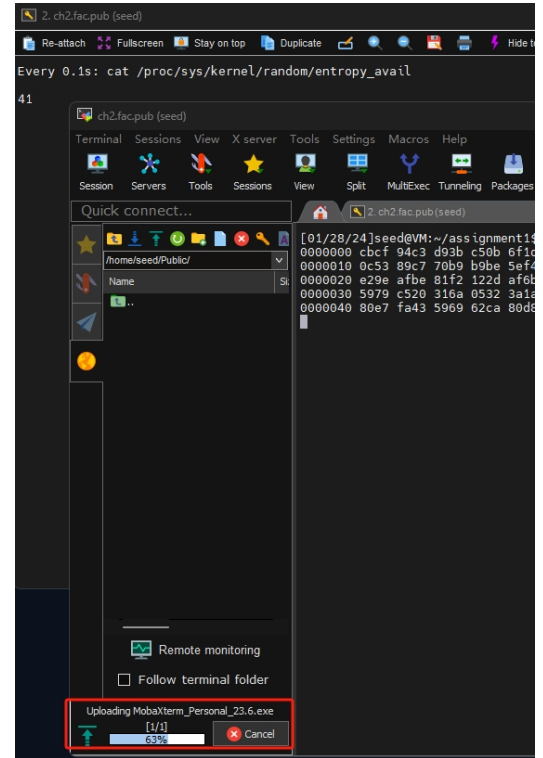 2. ch2.fac.pub (seed)
Re-attach Fullscreen Stay on top Duplicate Hide t
Every 0.1s: cat /proc/sys/kernel/random/entropy_avail
41
ch2.fac.pub (seed)
Terminal Sessions View X server Tools Settings Macros Help
Session Servers Tools Sessions View Split MultiExec Tunneling Packages
Quick connect...
2. ch2.fac.pub (seed)
/home/seed/Public/
Name Si
..
[01/28/24]seed@VM:~/assignment1$
0000000 cbcf 94c3 d93b c50b 6f1
0000010 0c53 89c7 70b9 b9be 5ef4
0000020 e29e afbe 81f2 122d af6b
0000030 5979 c520 316a 0532 3a1a
0000040 80e7 fa43 5969 62ca 80d8
Remote monitoring
Follow terminal folder
Uploading MobaXterm_Personal_23.6.exe
[1/1]
63%
Cancel